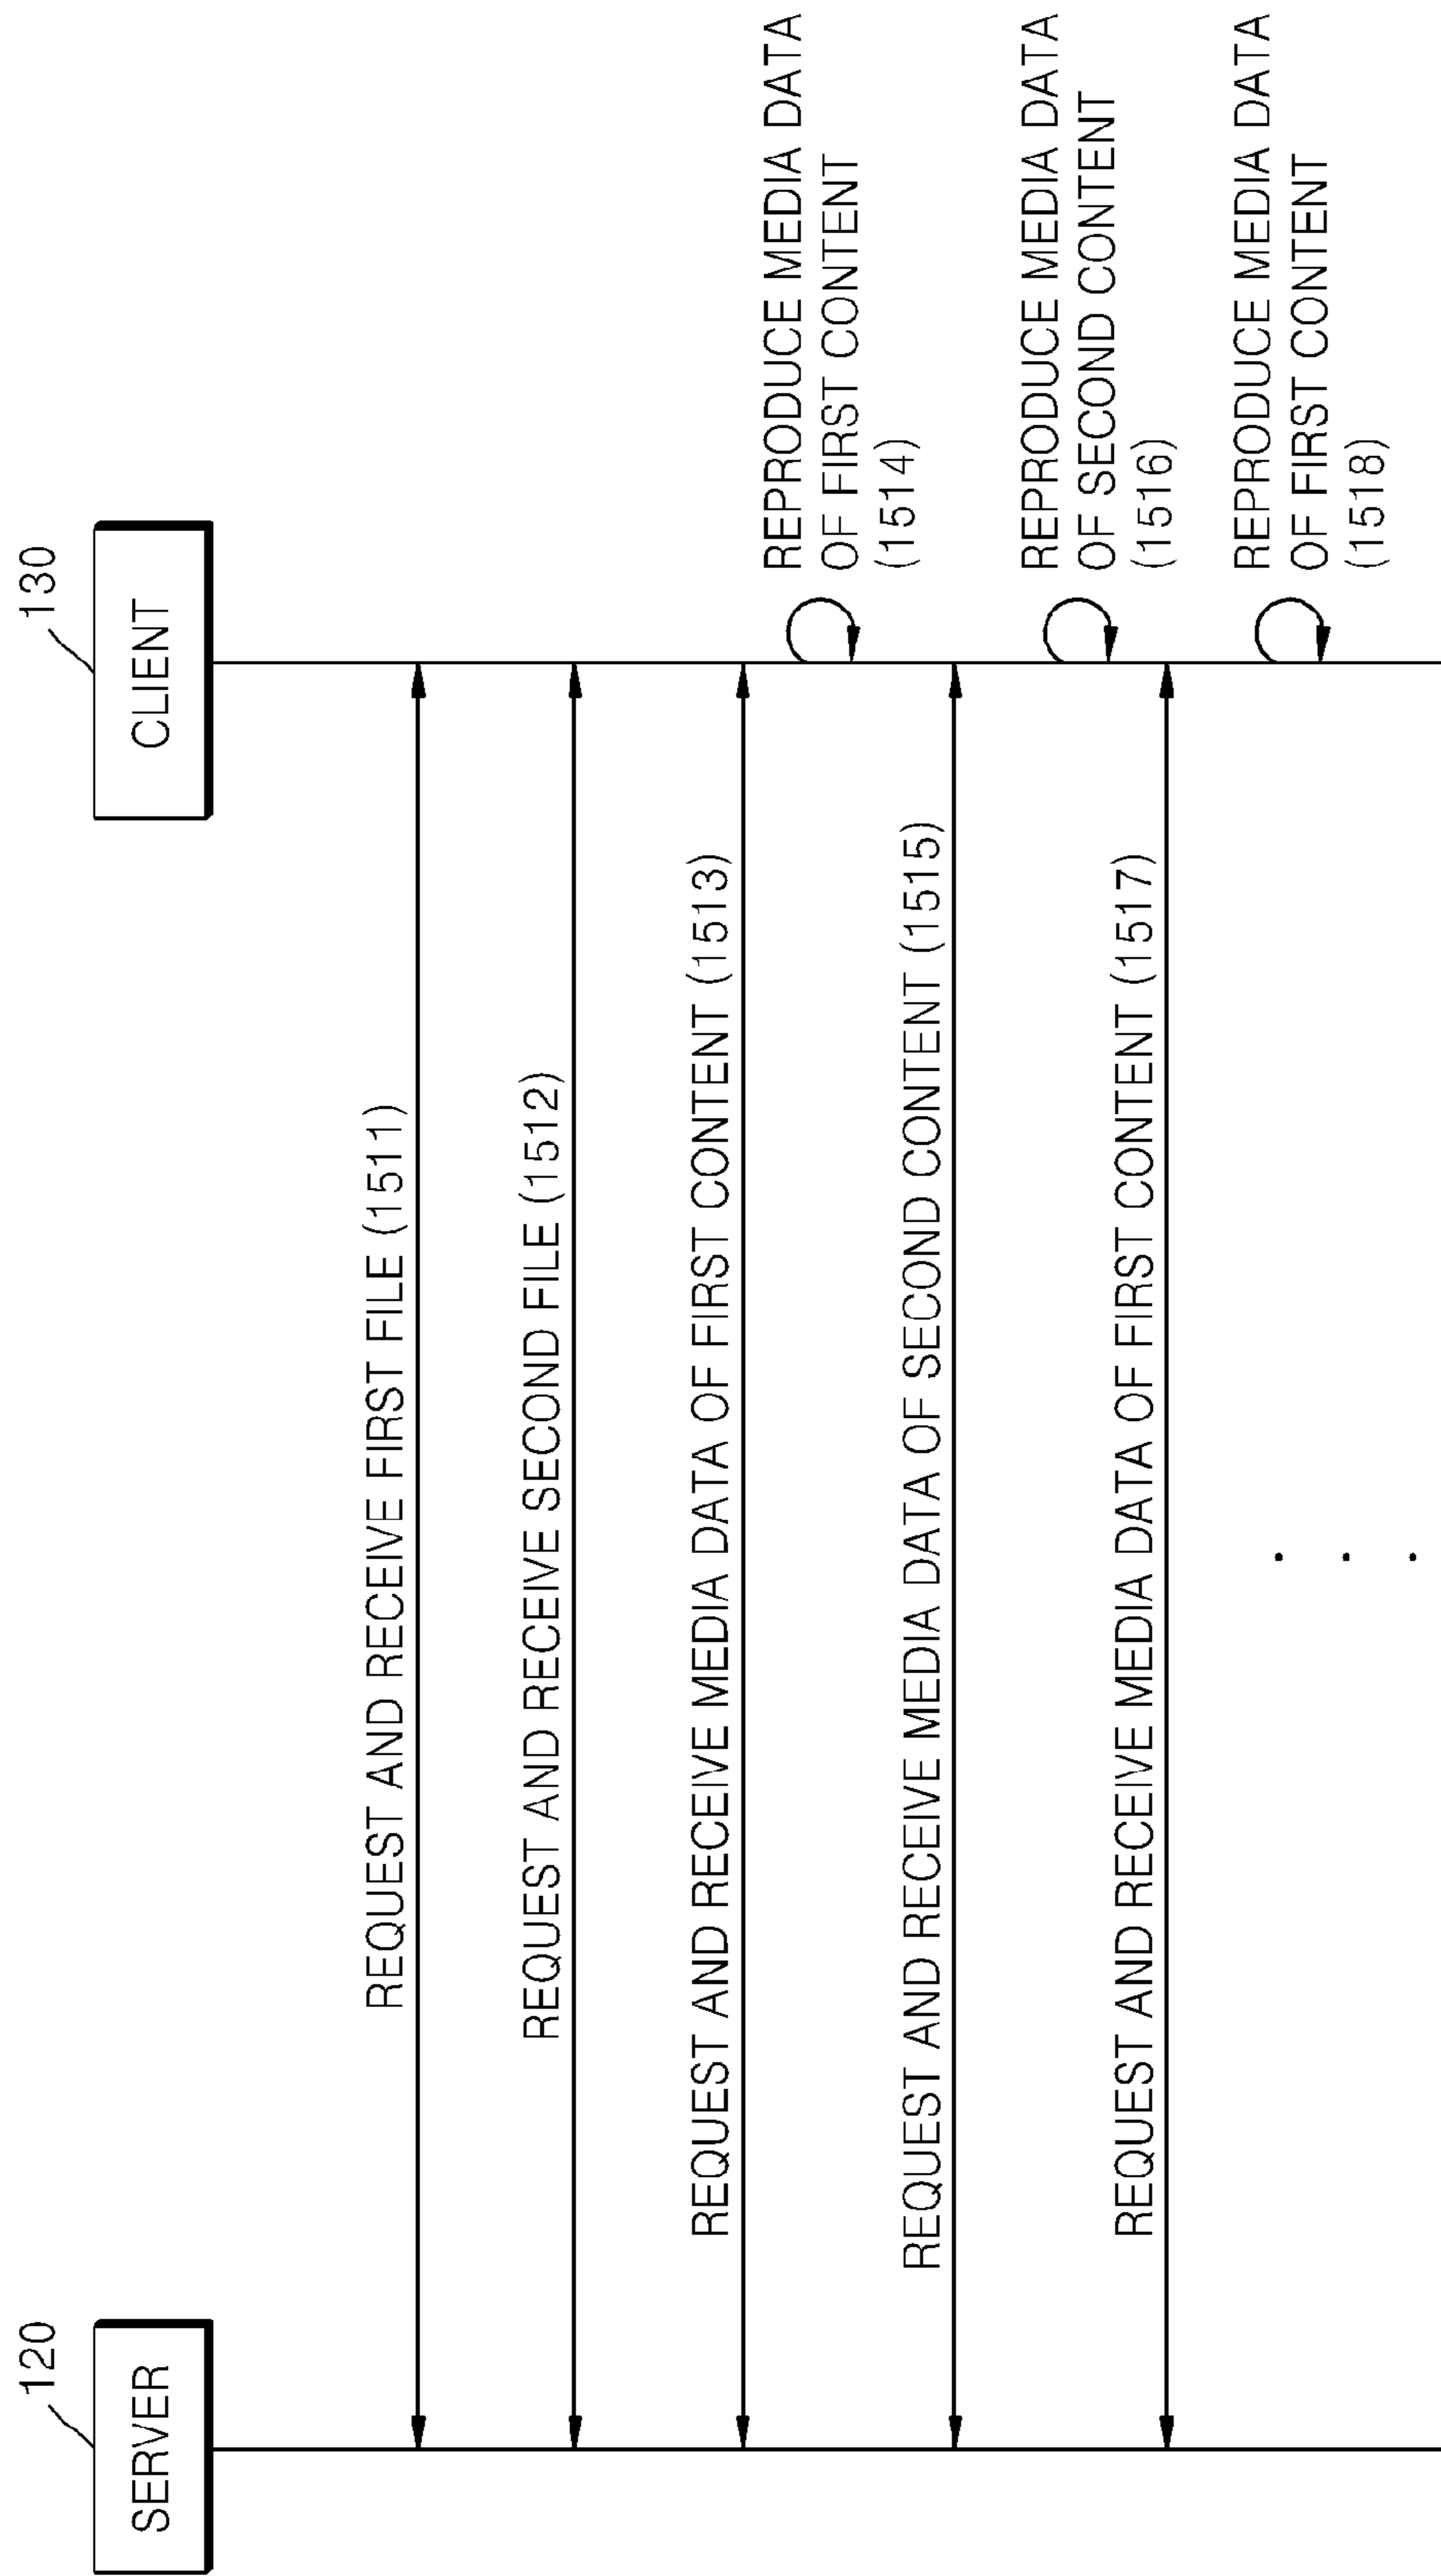 120
SERVER
130
CLIENT
REQUEST AND RECEIVE FIRST FILE (1511)
REQUEST AND RECEIVE SECOND FILE (1512)
REQUEST AND RECEIVE MEDIA DATA OF FIRST CONTENT (1513)
REPRODUCE MEDIA DATA
OF FIRST CONTENT
(1514)
REQUEST AND RECEIVE MEDIA DATA OF SECOND CONTENT (1515)
REPRODUCE MEDIA DATA
OF SECOND CONTENT
(1516)
REQUEST AND RECEIVE MEDIA DATA OF FIRST CONTENT (1517)
REPRODUCE MEDIA DATA
OF FIRST CONTENT
(1518)